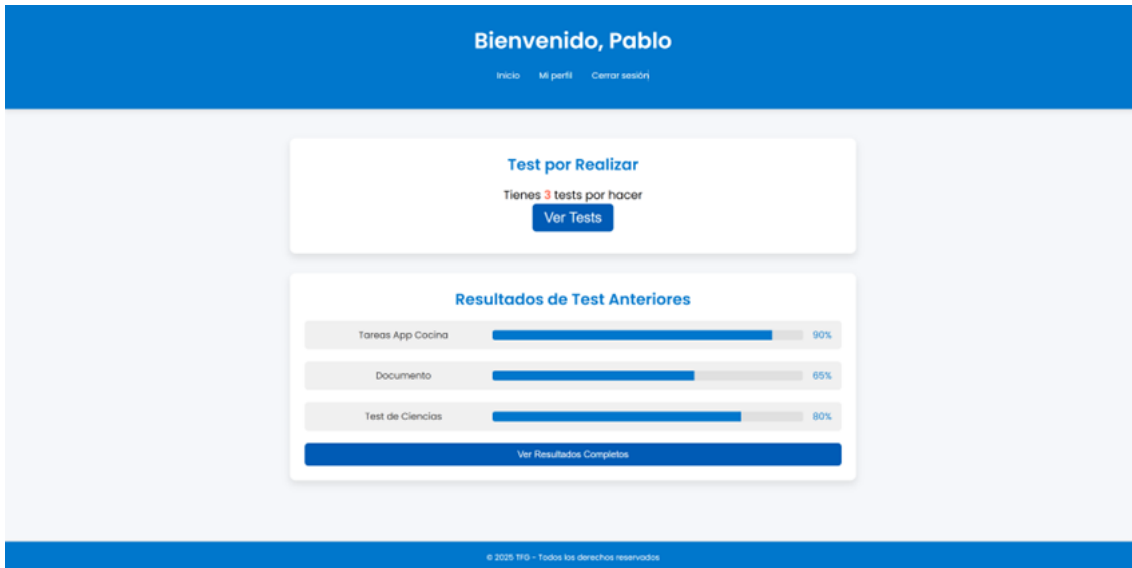 Bienvenido, Pablo
Inicio Mi perfil Cerrar sesión
Test por Realizar
Tienes 3 tests por hacer
Ver Tests
Resultados de Test Anteriores
Tareas App Cocina 90%
Documento 65%
Test de Ciencias 80%
Ver Resultados Completos
© 2025 TFG - Todos los derechos reservados